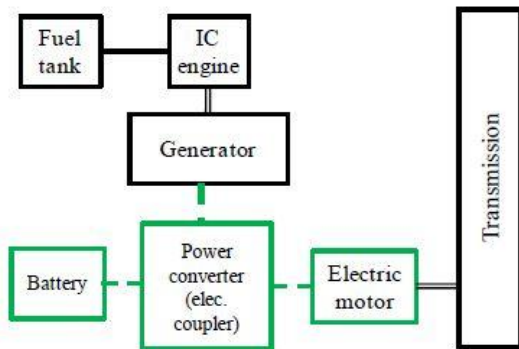 Fuel
tank
IC
engine
Generator
Transmission
Battery
Power
converter
(elec.
coupler)
Electric
motor